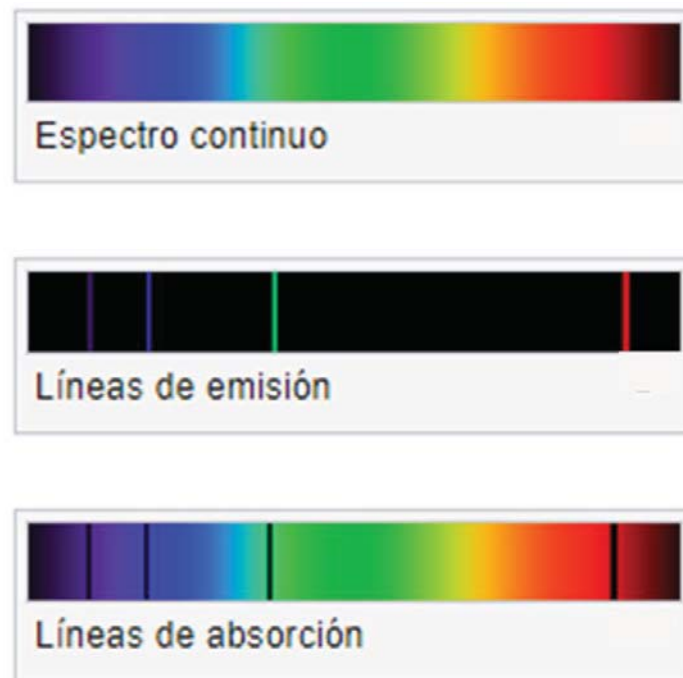 Espectro continuo
Líneas de emisión
Líneas de absorción